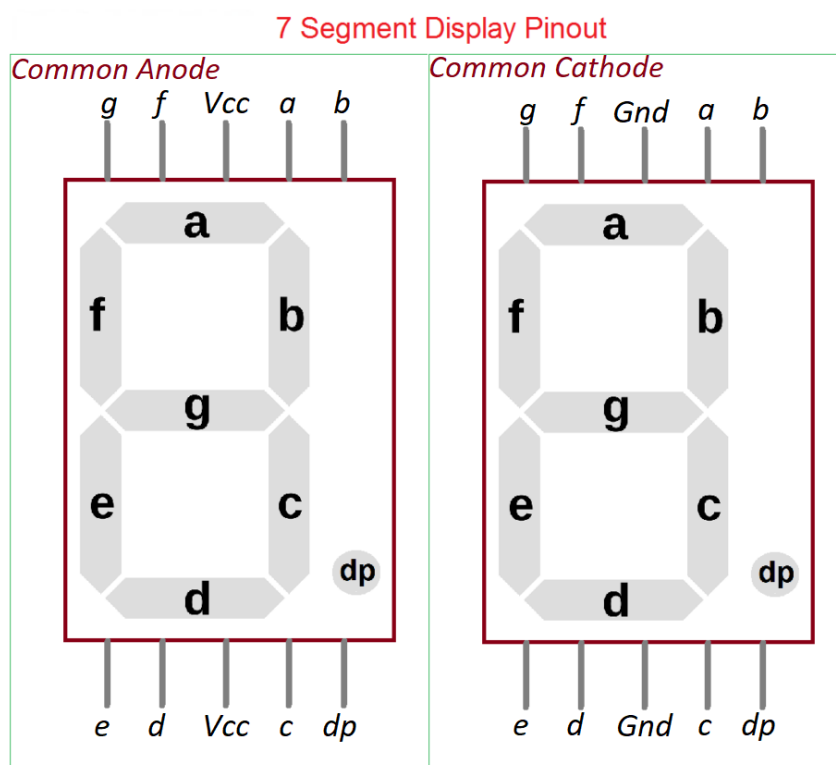 7 Segment Display Pinout
Common Anode
g f Vcc a b
a
f b
g
e c
dp
d
e d Vcc c dp
Common Cathode
g f Gnd a b
a
f b
g
e c
dp
d
e d Gnd c dp